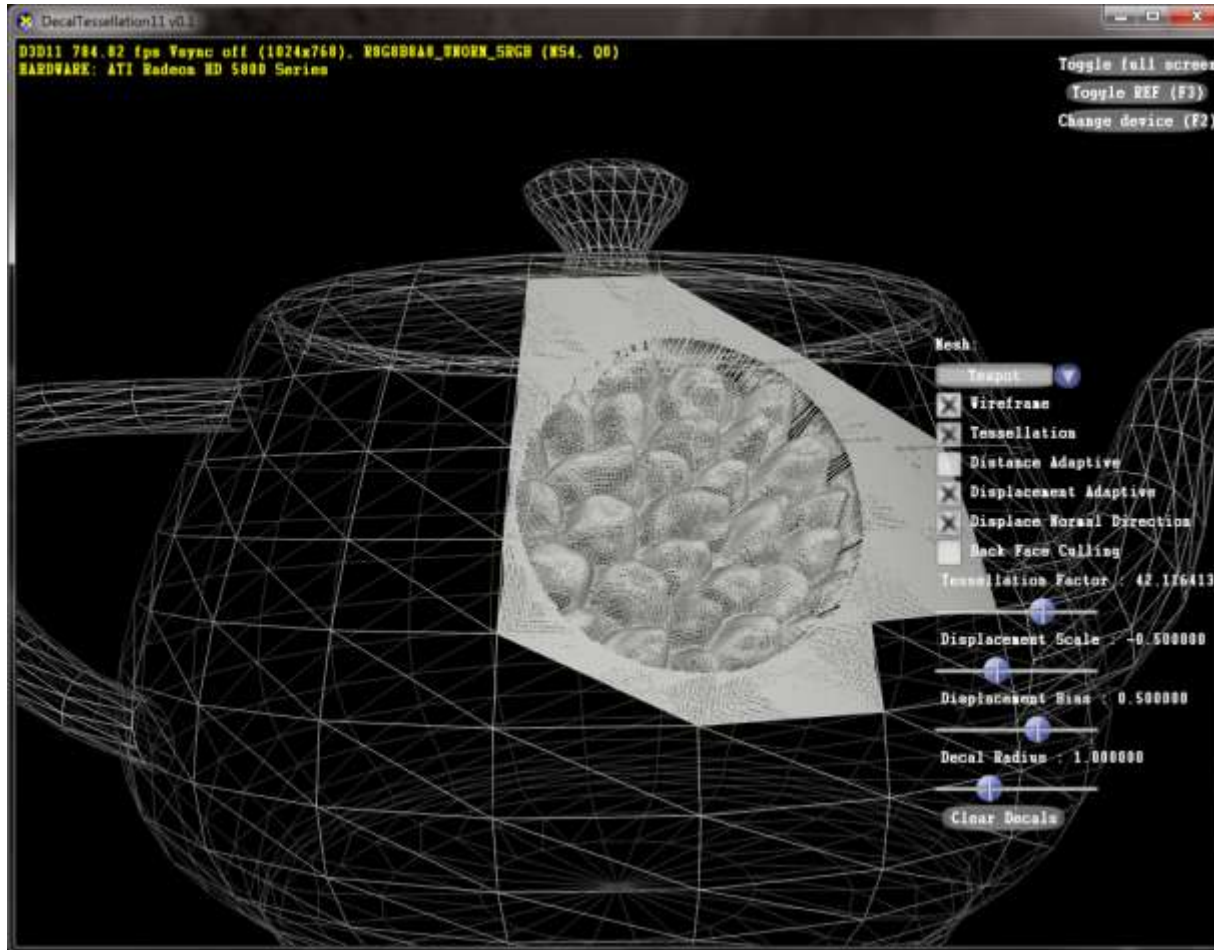 DecalTessellation11 v0.1
D3D11 784.82 fps Vsync off (1024x768), R8G8B8A8_UNORM_SRGB (MS4, Q0)
HARDWARE: ATI Radeon HD 5800 Series
Toggle full screen
Toggle REF (F3)
Change device (F2)
Mesh
Teapot
Wireframe
Tessellation
Distance Adaptive
Displacement Adaptive
Displace Normal Direction
Back Face Culling
Tessellation Factor : 42.116413
Displacement Scale : -0.500000
Displacement Bias : 0.500000
Decal Radius : 1.000000
Clear Decals